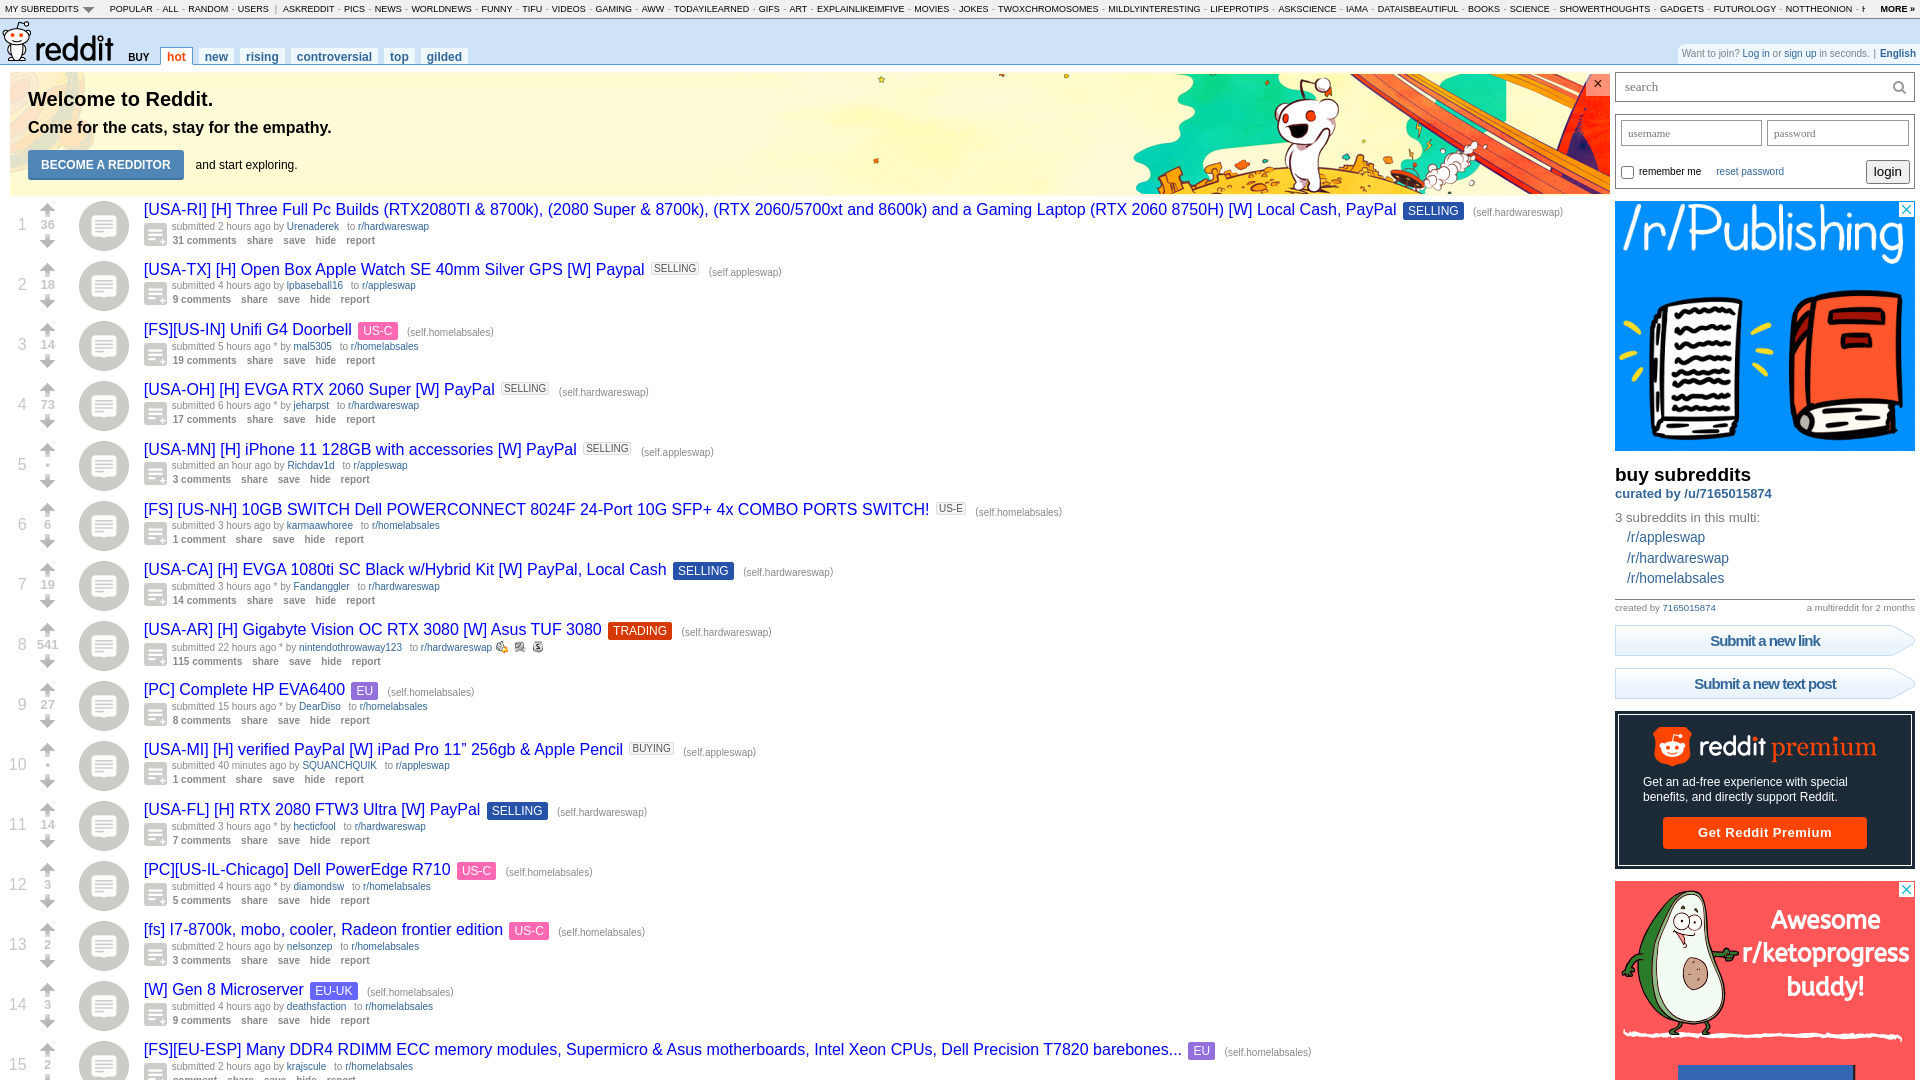 MY SUBREDDITS POPULAR - ALL - RANDOM - USERS | ASKREDDIT - PICS - NEWS - WORLDNEWS - FUNNY - TIFU - VIDEOS - GAMING - AWW - TODAYILEARNED - GIFS - ART - EXPLAINLIKEIMFIVE - MOVIES - JOKES - TWOXCHROMOSOMES - MILDLYINTERESTING - LIFEPROTIPS - ASKSCIENCE - IAMA - DATAISBEAUTIFUL - BOOKS - SCIENCE - SHOWERTHOUGHTS - GADGETS - FUTUROLOGY - NOTTHEONION - MORE »
reddit BUY hot new rising controversial top gilded
Want to join? Log in or sign up in seconds. | English
Welcome to Reddit.
Come for the cats, stay for the empathy.
BECOME A REDDITOR and start exploring.
×
1
36
[USA-RI] [H] Three Full Pc Builds (RTX2080TI & 8700k), (2080 Super & 8700k), (RTX 2060/5700xt and 8600k) and a Gaming Laptop (RTX 2060 8750H) [W] Local Cash, PayPal SELLING (self.hardwareswap)
submitted 2 hours ago by Urenaderek to r/hardwareswap
31 comments share save hide report
2
18
[USA-TX] [H] Open Box Apple Watch SE 40mm Silver GPS [W] Paypal SELLING (self.appleswap)
submitted 4 hours ago by lpbaseball16 to r/appleswap
9 comments share save hide report
3
14
[FS][US-IN] Unifi G4 Doorbell US-C (self.homelabsales)
submitted 5 hours ago * by mal5305 to r/homelabsales
19 comments share save hide report
4
73
[USA-OH] [H] EVGA RTX 2060 Super [W] PayPal SELLING (self.hardwareswap)
submitted 6 hours ago * by jeharpst to r/hardwareswap
17 comments share save hide report
5
•
[USA-MN] [H] iPhone 11 128GB with accessories [W] PayPal SELLING (self.appleswap)
submitted an hour ago by Richdav1d to r/appleswap
3 comments share save hide report
6
6
[FS] [US-NH] 10GB SWITCH Dell POWERCONNECT 8024F 24-Port 10G SFP+ 4x COMBO PORTS SWITCH! US-E (self.homelabsales)
submitted 3 hours ago by karmaawhoree to r/homelabsales
1 comment share save hide report
7
19
[USA-CA] [H] EVGA 1080ti SC Black w/Hybrid Kit [W] PayPal, Local Cash SELLING (self.hardwareswap)
submitted 3 hours ago * by Fandanggler to r/hardwareswap
14 comments share save hide report
8
541
[USA-AR] [H] Gigabyte Vision OC RTX 3080 [W] Asus TUF 3080 TRADING (self.hardwareswap)
submitted 22 hours ago * by nintendothrowaway123 to r/hardwareswap
115 comments share save hide report
9
27
[PC] Complete HP EVA6400 EU (self.homelabsales)
submitted 15 hours ago * by DearDiso to r/homelabsales
8 comments share save hide report
10
•
[USA-MI] [H] verified PayPal [W] iPad Pro 11” 256gb & Apple Pencil BUYING (self.appleswap)
submitted 40 minutes ago by SQUANCHQUIK to r/appleswap
1 comment share save hide report
11
14
[USA-FL] [H] RTX 2080 FTW3 Ultra [W] PayPal SELLING (self.hardwareswap)
submitted 3 hours ago * by hecticfool to r/hardwareswap
7 comments share save hide report
12
3
[PC][US-IL-Chicago] Dell PowerEdge R710 US-C (self.homelabsales)
submitted 4 hours ago * by diamondsw to r/homelabsales
5 comments share save hide report
13
2
[fs] I7-8700k, mobo, cooler, Radeon frontier edition US-C (self.homelabsales)
submitted 2 hours ago by nelsonzep to r/homelabsales
3 comments share save hide report
14
3
[W] Gen 8 Microserver EU-UK (self.homelabsales)
submitted 4 hours ago by deathsfaction to r/homelabsales
9 comments share save hide report
15
2
[FS][EU-ESP] Many DDR4 RDIMM ECC memory modules, Supermicro & Asus motherboards, Intel Xeon CPUs, Dell Precision T7820 barebones... EU (self.homelabsales)
submitted 2 hours ago by krajscule to r/homelabsales
comment share save hide report
search
username password
remember me reset password login
/r/Publishing
buy subreddits
curated by /u/7165015874
3 subreddits in this multi:
/r/appleswap
/r/hardwareswap
/r/homelabsales
created by 7165015874 a multireddit for 2 months
Submit a new link
Submit a new text post
reddit premium
Get an ad-free experience with special
benefits, and directly support Reddit.
Get Reddit Premium
Awesome
r/ketoprogress
buddy!